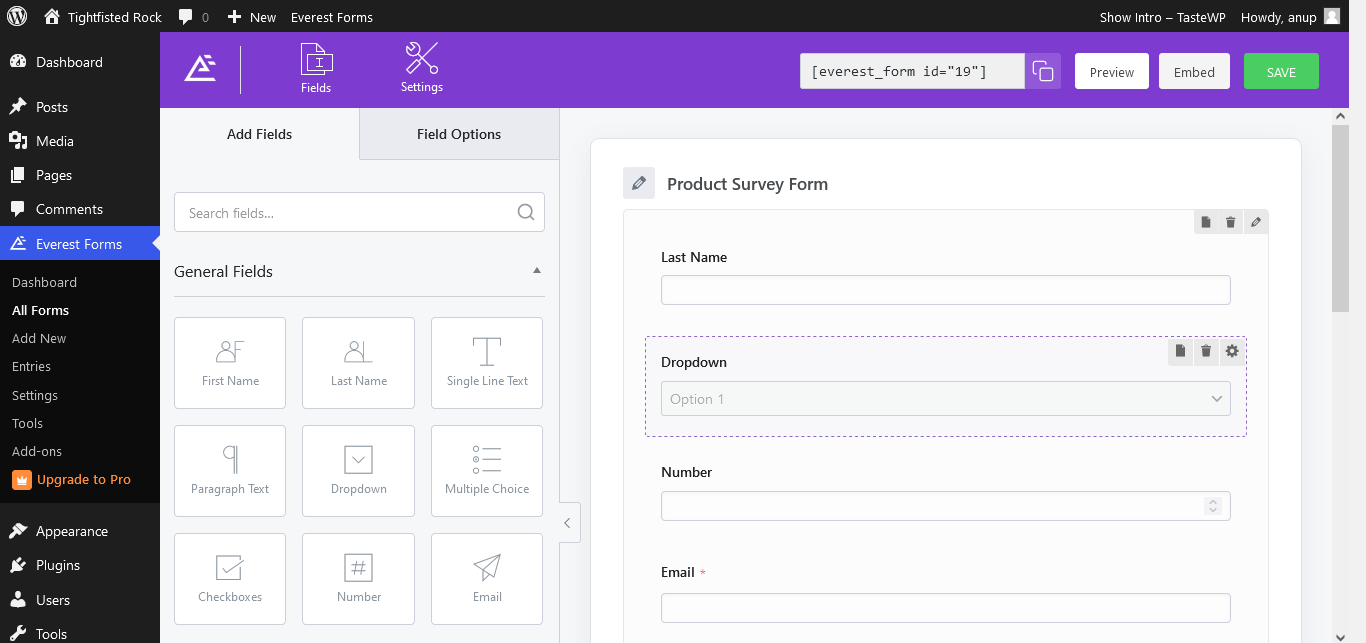 Tightfisted Rock
0
New
Everest Forms
Show Intro – TasteWP
Howdy, anup
Dashboard
Posts
Media
Pages
Comments
Everest Forms
Dashboard
All Forms
Add New
Entries
Settings
Tools
Add-ons
Upgrade to Pro
Appearance
Plugins
Users
Tools
Fields
Settings
[everest_form id="19"]
Preview
Embed
SAVE
Add Fields
Field Options
Search fields...
General Fields
First Name
Last Name
Single Line Text
Paragraph Text
Dropdown
Multiple Choice
Checkboxes
Number
Email
Product Survey Form
Last Name
Dropdown
Option 1
Number
Email *